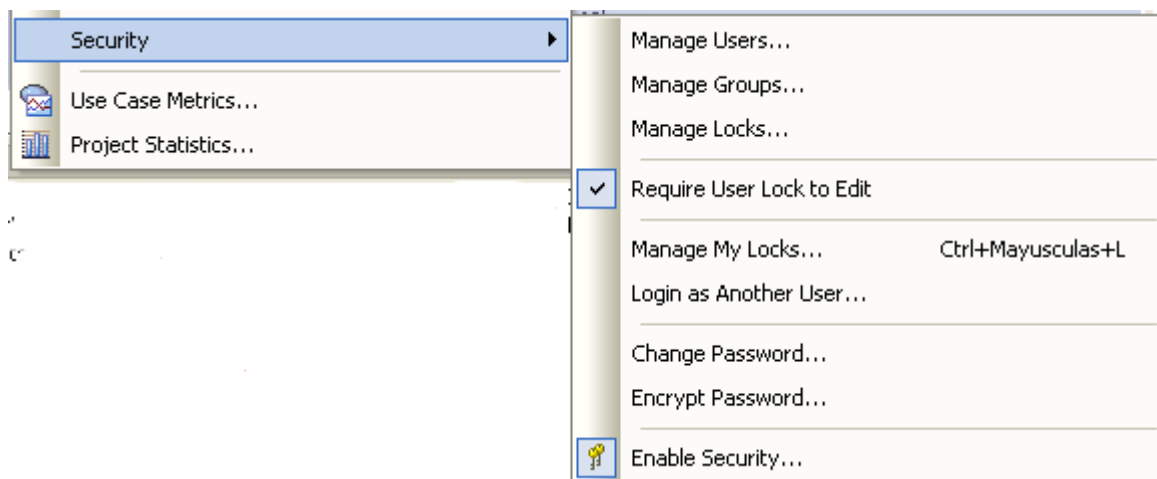 Security
Use Case Metrics...
Project Statistics...
Manage Users...
Manage Groups...
Manage Locks...
Require User Lock to Edit
Manage My Locks... Ctrl+Mayusculas+L
Login as Another User...
Change Password...
Encrypt Password...
Enable Security...